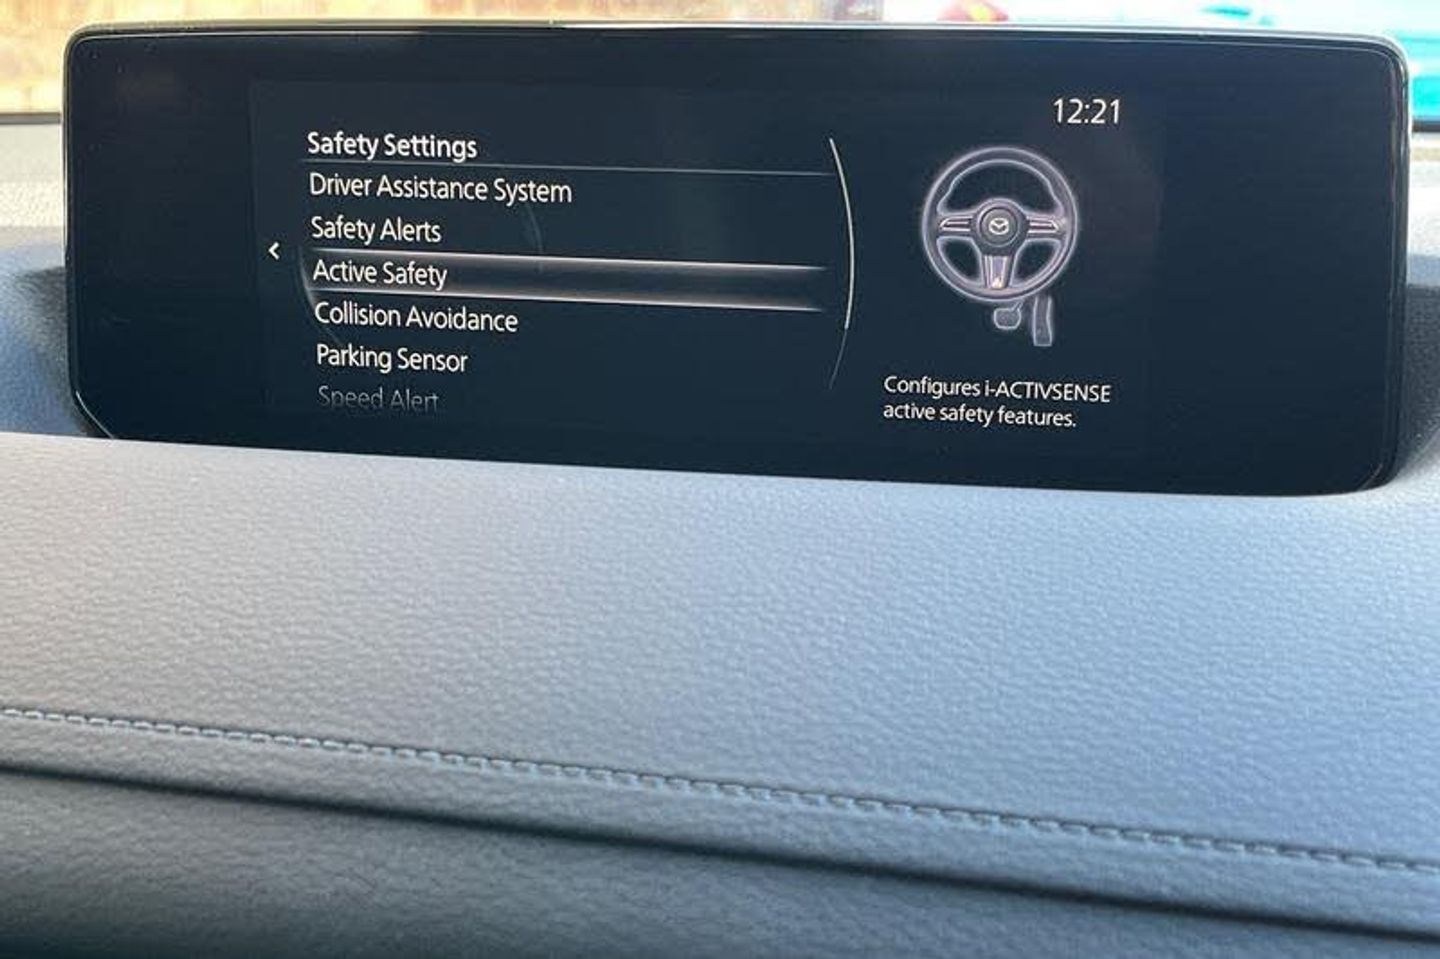 12:21
Safety Settings
Driver Assistance System
Safety Alerts
Active Safety
Collision Avoidance
Parking Sensor
Speed Alert
Configures i-ACTIVSENSE
active safety features.